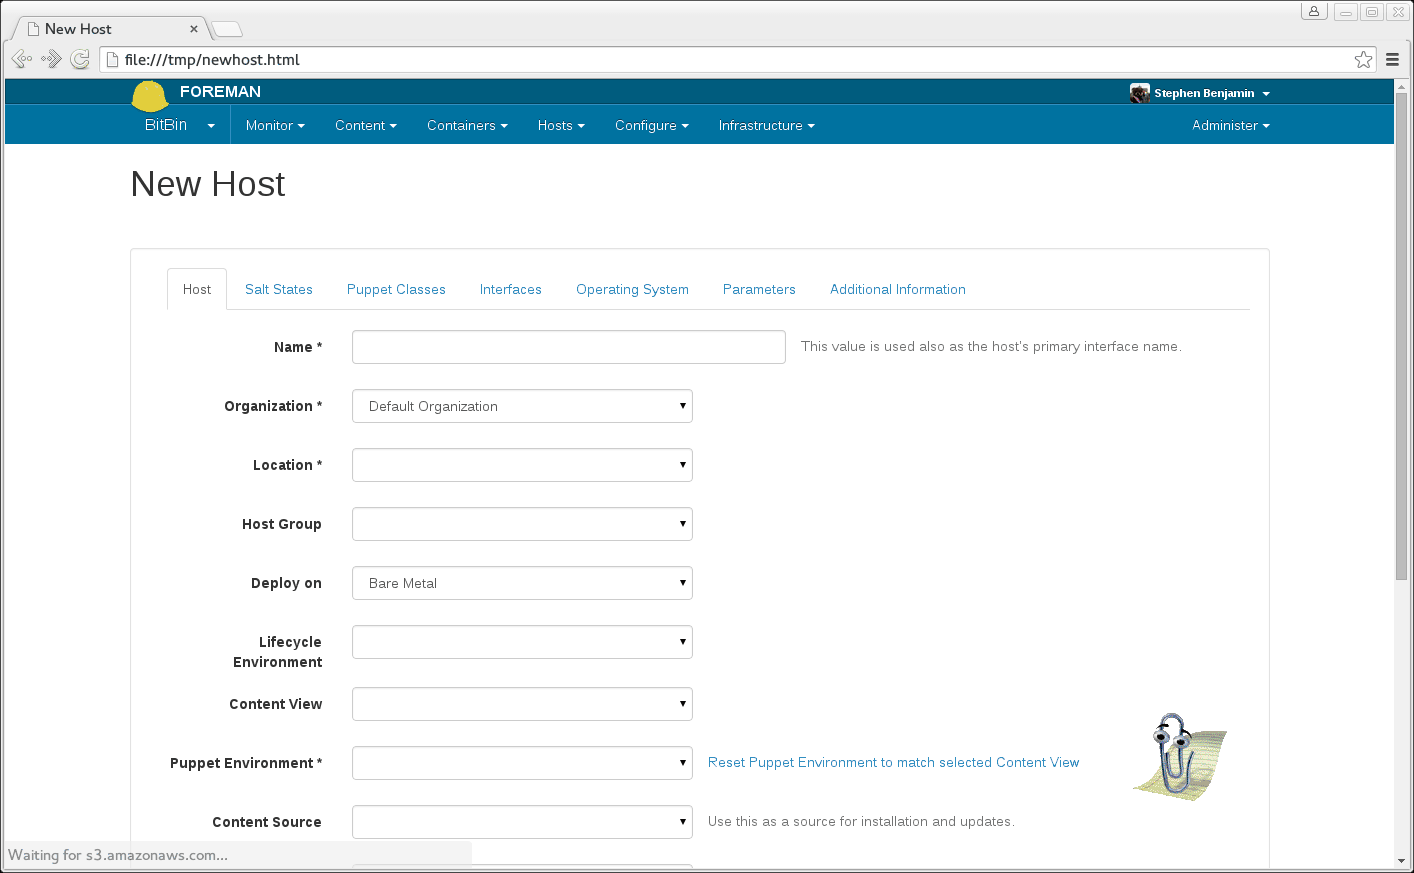 New Host
file:///tmp/newhost.html
FOREMAN
Stephen Benjamin
BitBin Monitor Content Containers Hosts Configure Infrastructure Administer
New Host
Host Salt States Puppet Classes Interfaces Operating System Parameters Additional Information
Name * This value is used also as the host's primary interface name.
Organization * Default Organization
Location *
Host Group
Deploy on Bare Metal
Lifecycle
Environment
Content View
Puppet Environment * Reset Puppet Environment to match selected Content View
Content Source Use this as a source for installation and updates.
Waiting for s3.amazonaws.com...